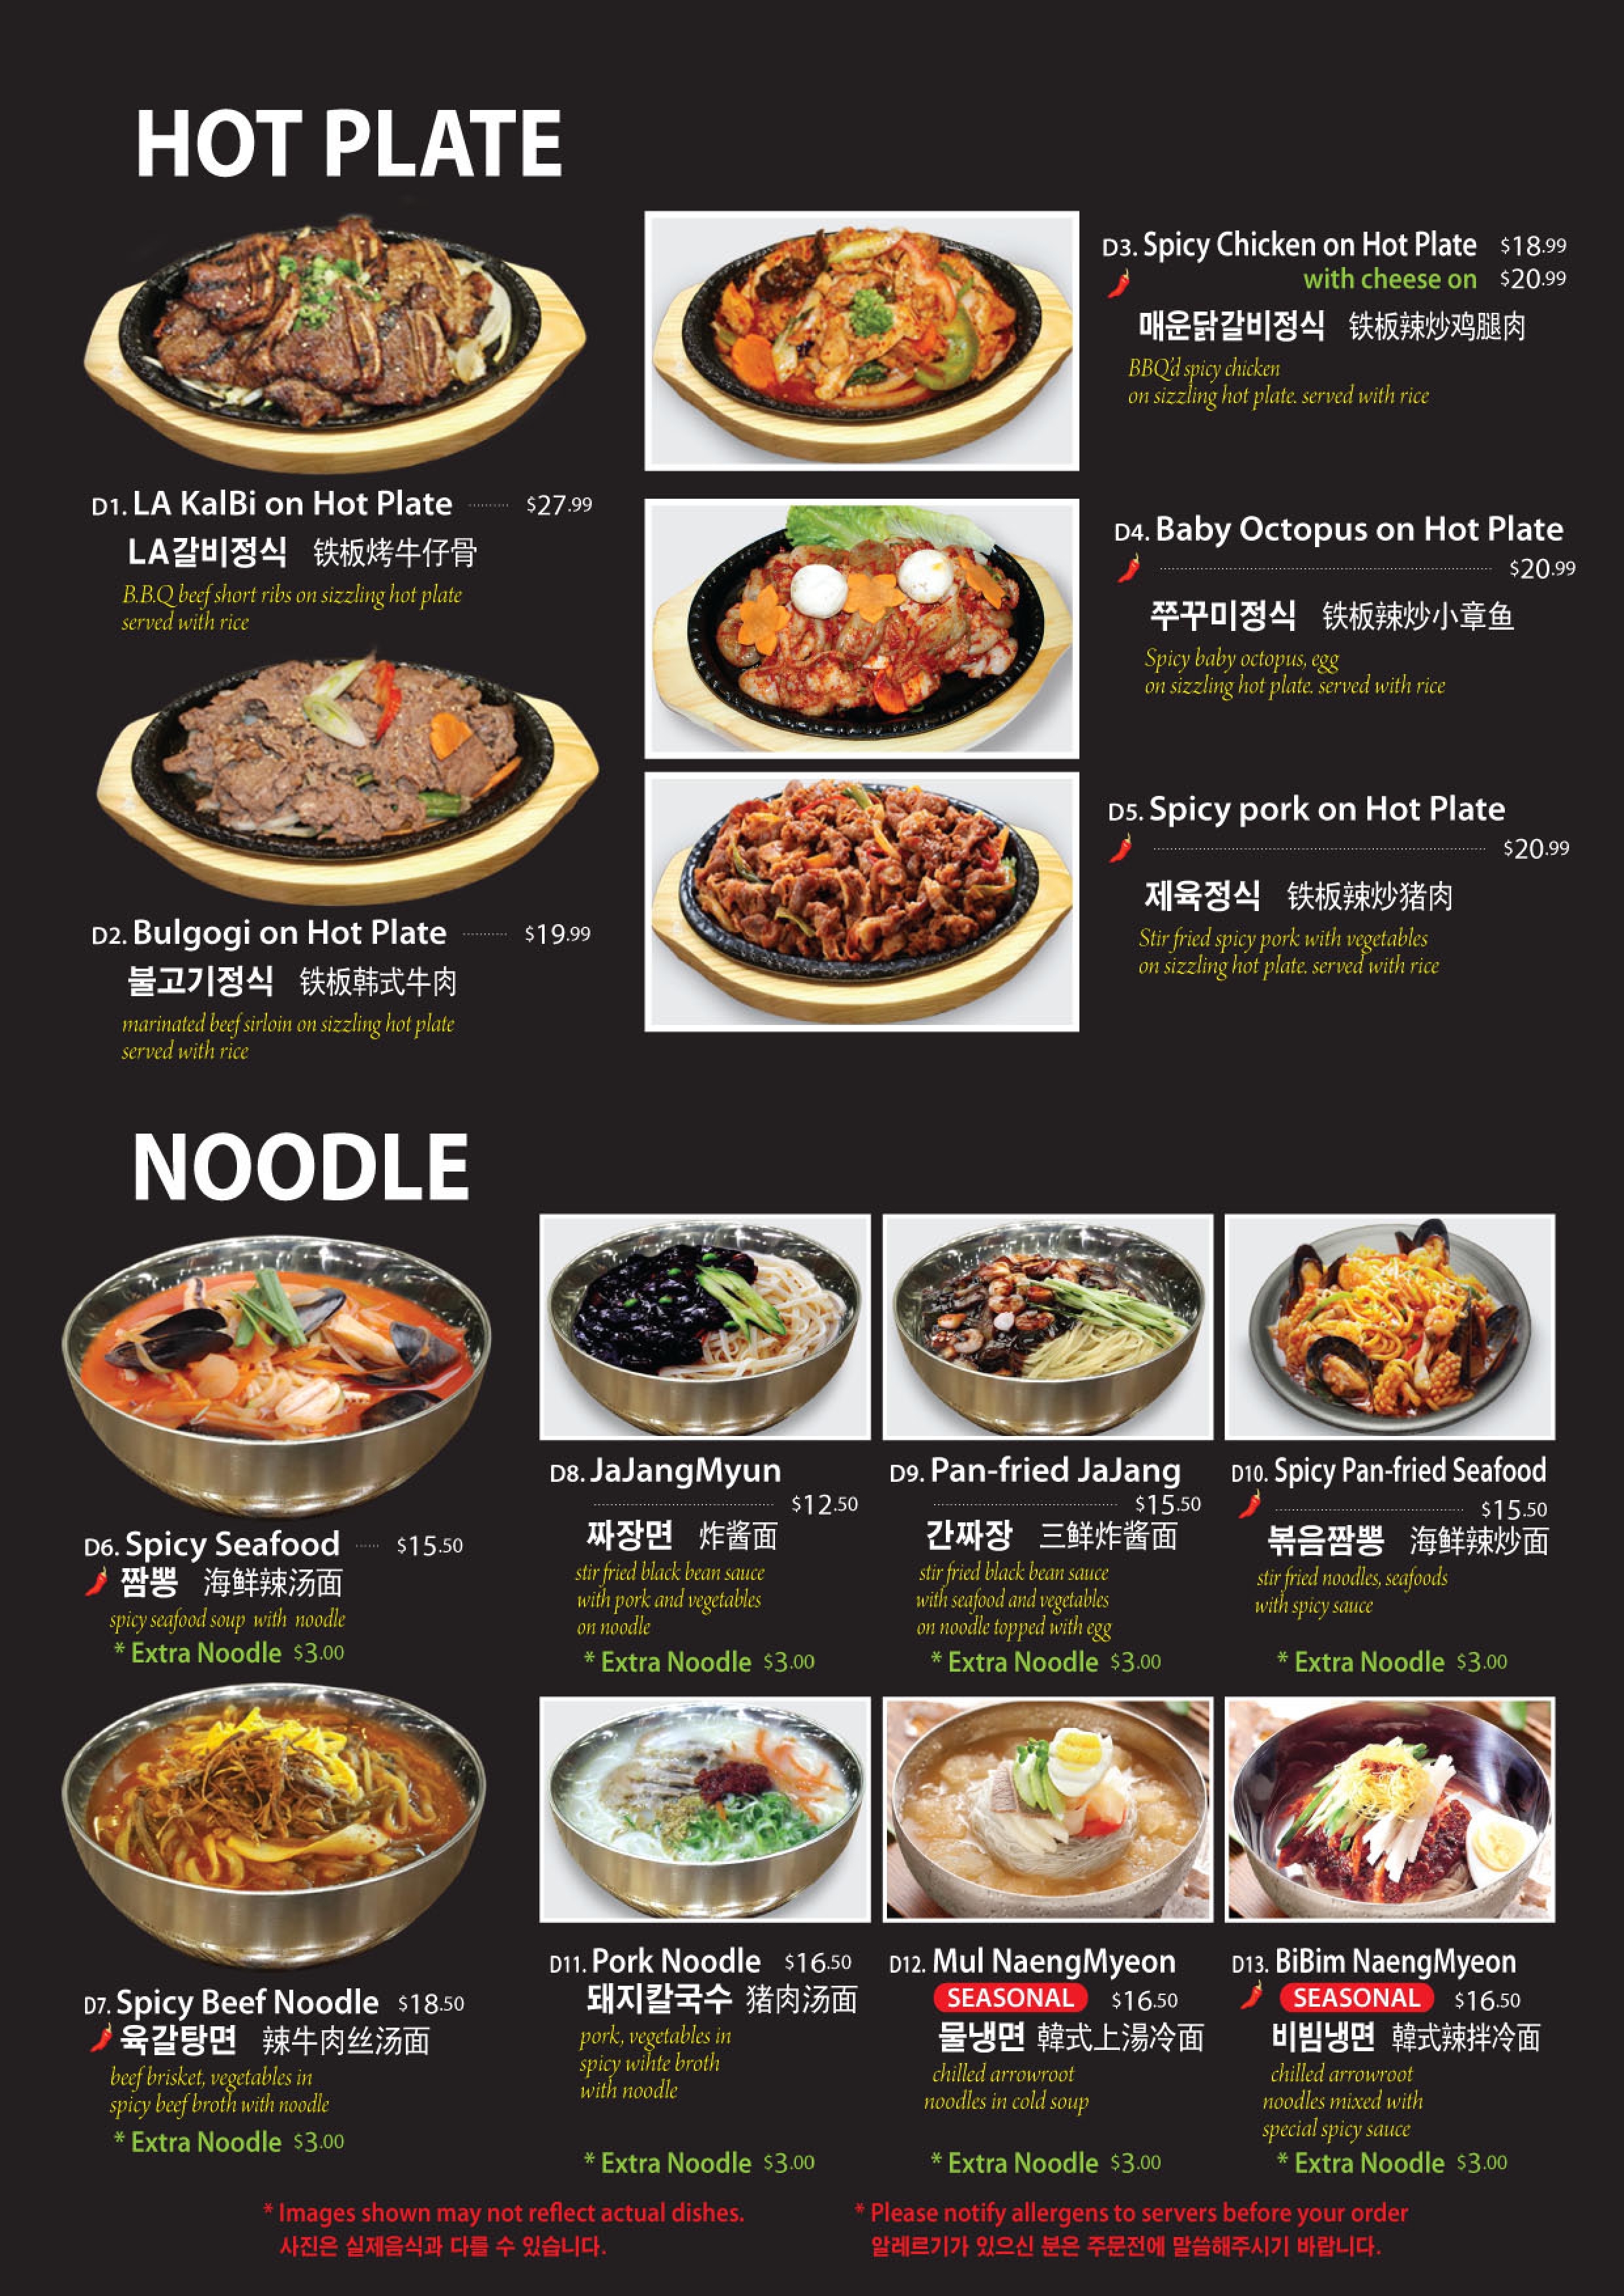 HOT PLATE
D1. LA KalBi on Hot Plate $27.99
LA갈비정식 铁板烤牛仔骨
B.B.Q beef short ribs on sizzling hot plate
served with rice
D2. Bulgogi on Hot Plate $19.99
불고기정식 铁板韩式牛肉
marinated beef sirloin on sizzling hot plate
served with rice
D3. Spicy Chicken on Hot Plate $18.99
with cheese on $20.99
매운닭갈비정식 铁板辣炒鸡腿肉
BBQ'd spicy chicken
on sizzling hot plate. served with rice
D4. Baby Octopus on Hot Plate
$20.99
쭈꾸미정식 铁板辣炒小章鱼
Spicy baby octopus, egg
on sizzling hot plate. served with rice
D5. Spicy pork on Hot Plate
$20.99
제육정식 铁板辣炒猪肉
Stir fried spicy pork with vegetables
on sizzling hot plate. served with rice
NOODLE
D6. Spicy Seafood $15.50
짬뽕 海鲜辣汤面
spicy seafood soup with noodle
* Extra Noodle $3.00
D8. JaJangMyun
$12.50
짜장면 炸酱面
stir fried black bean sauce
with pork and vegetables
on noodle
* Extra Noodle $3.00
D9. Pan-fried JaJang
$15.50
간짜장 三鲜炸酱面
stir fried black bean sauce
with seafood and vegetables
on noodle topped with egg
* Extra Noodle $3.00
D10. Spicy Pan-fried Seafood
$15.50
볶음짬뽕 海鲜辣炒面
stir fried noodles, seafoods
with spicy sauce
* Extra Noodle $3.00
D7. Spicy Beef Noodle $18.50
육갈탕면 辣牛肉丝汤面
beef brisket, vegetables in
spicy beef broth with noodle
* Extra Noodle $3.00
D11. Pork Noodle $16.50
돼지칼국수 猪肉汤面
pork, vegetables in
spicy wihte broth
with noodle
* Extra Noodle $3.00
D12. Mul NaengMyeon
SEASONAL $16.50
물냉면 韓式上湯冷面
chilled arrowroot
noodles in cold soup
* Extra Noodle $3.00
D13. BiBim NaengMyeon
SEASONAL $16.50
비빔냉면 韓式辣拌冷面
chilled arrowroot
noodles mixed with
special spicy sauce
* Extra Noodle $3.00
* Images shown may not reflect actual dishes.
사진은 실제음식과 다를 수 있습니다.
* Please notify allergens to servers before your order
알레르기가 있으신 분은 주문전에 말씀해주시기 바랍니다.